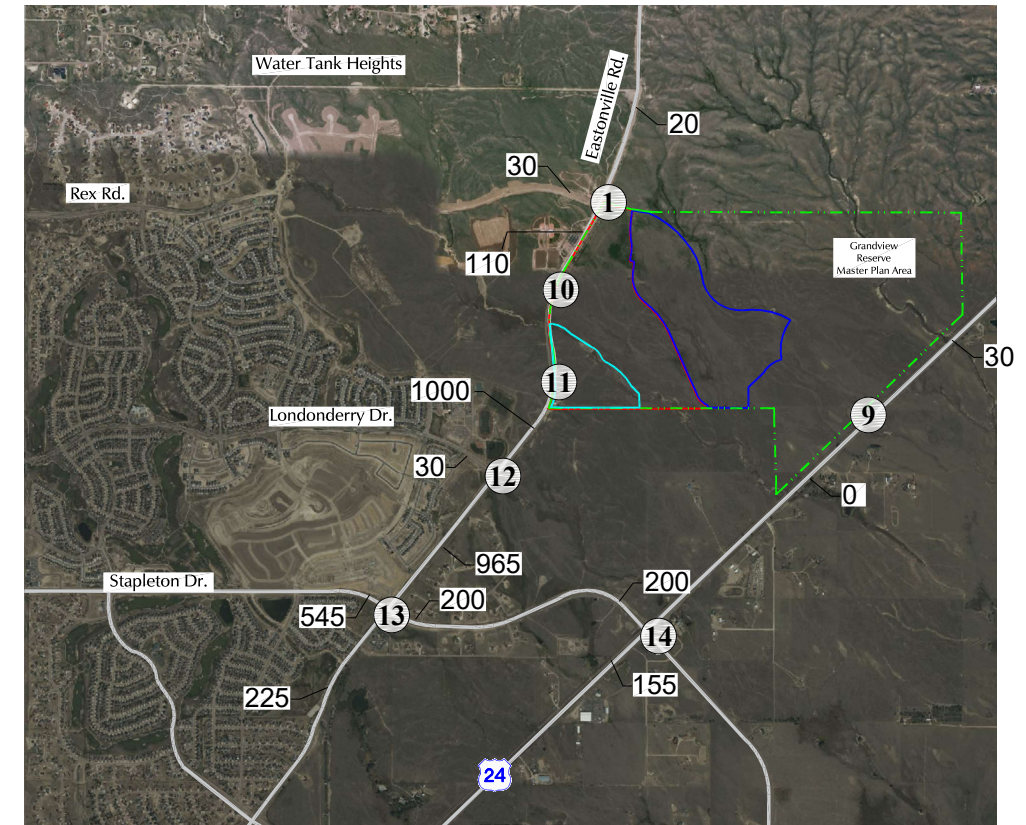 Water Tank Heights
Eastonville Rd.
20
30
Rex Rd.
1
Grandview
Reserve
Master Plan Area
110
10
30
11
1000
Londonderry Dr.
9
30
12
0
965
Stapleton Dr.
200
200
545
13
14
225
155
24